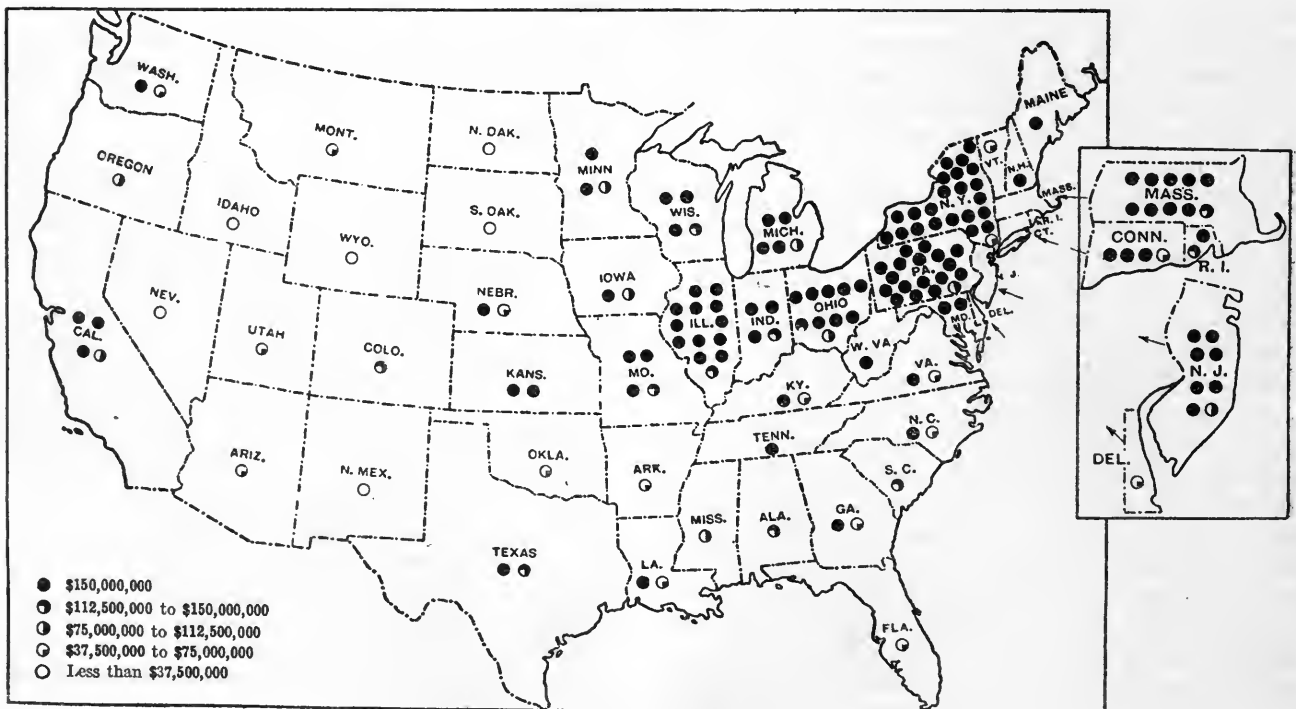 WASH.
MONT.
N. DAK.
MINN
OREGON
IDAHO
S. DAK.
WIS.
MICH.
WYO.
NEV.
UTAH
COLO.
NEBR.
IOWA
CAL.
KANS.
MO.
ILL.
IND.
OHIO
PA.
N. Y.
VT.
N.H.
MAINE
MASS.
R. I.
CT.
N. J.
DEL.
MD.
W. VA.
VA.
KY.
N. C.
TENN.
S. C.
ARIZ.
N. MEX.
OKLA.
ARK.
TEXAS
LA.
MISS.
ALA.
GA.
FLA.
MASS.
CONN.
R. I.
N. J.
DEL.
$150,000,000
$112,500,000 to $150,000,000
$75,000,000 to $112,500,000
$37,500,000 to $75,000,000
Less than $37,500,000